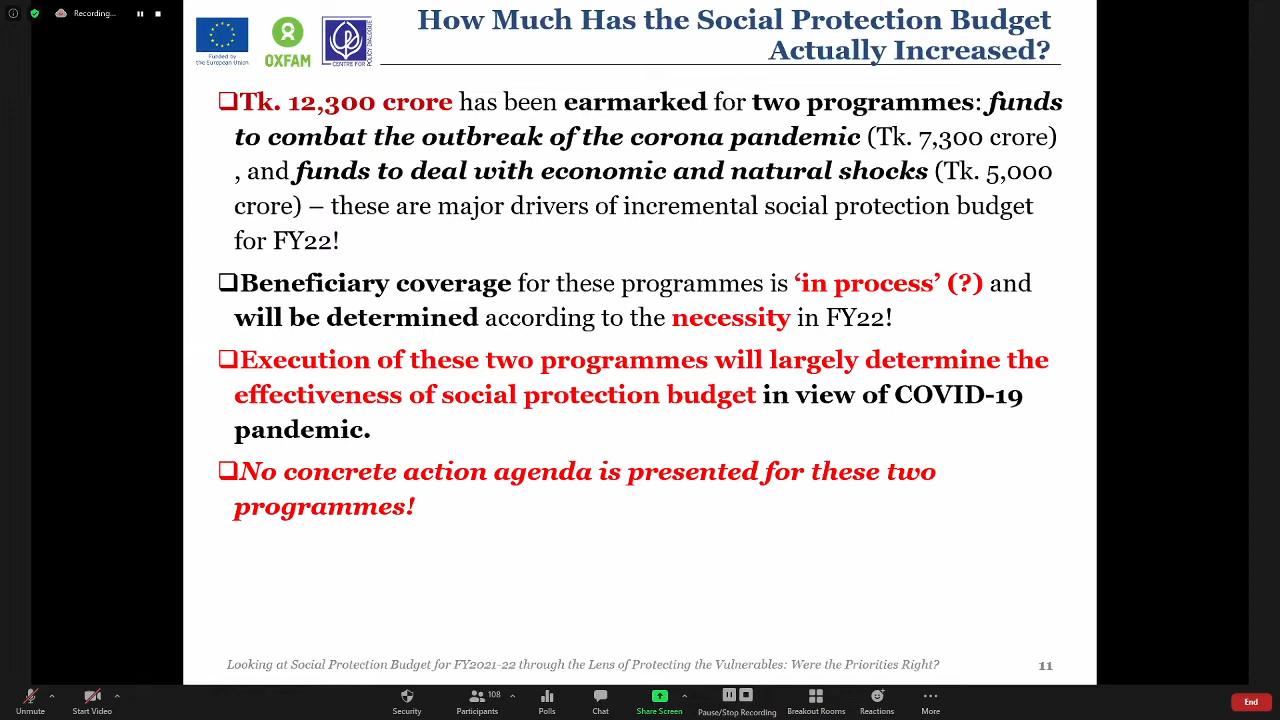 Recording...
How Much Has the Social Protection Budget
Actually Increased?
Funded by
the European Union
OXFAM
CENTRE FOR POLICY DIALOGUE
Tk. 12,300 crore has been earmarked for two programmes: funds
to combat the outbreak of the corona pandemic (Tk. 7,300 crore)
, and funds to deal with economic and natural shocks (Tk. 5,000
crore) – these are major drivers of incremental social protection budget
for FY22!
Beneficiary coverage for these programmes is ‘in process’ (?) and
will be determined according to the necessity in FY22!
Execution of these two programmes will largely determine the
effectiveness of social protection budget in view of COVID-19
pandemic.
No concrete action agenda is presented for these two
programmes!
Looking at Social Protection Budget for FY2021-22 through the Lens of Protecting the Vulnerables: Were the Priorities Right? 11
108
Unmute Start Video Security Participants Polls Chat Share Screen Pause/Stop Recording Breakout Rooms Reactions More End